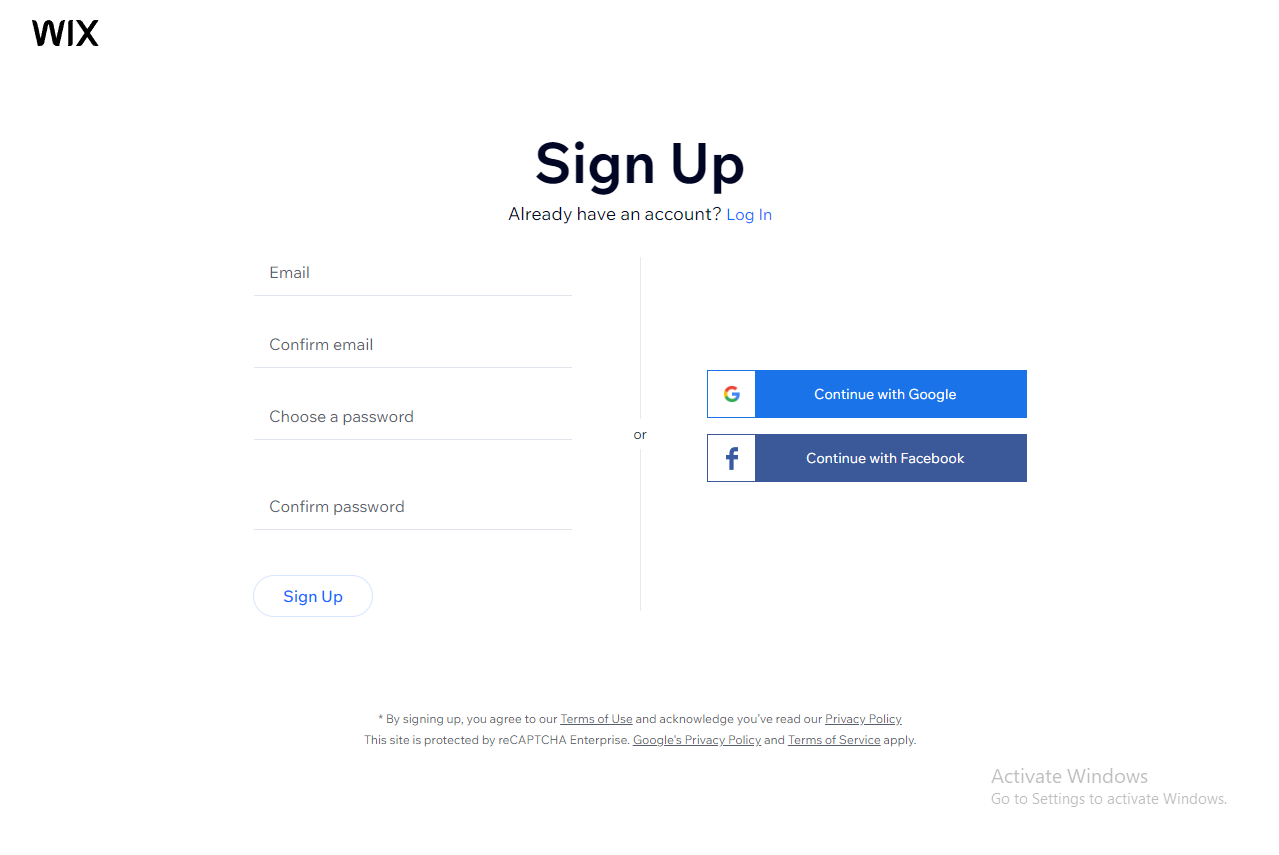 WIX
Sign Up
Already have an account? Log In
Email
Confirm email
Choose a password
Confirm password
Sign Up
or
Continue with Google
Continue with Facebook
* By signing up, you agree to our Terms of Use and acknowledge you've read our Privacy Policy
This site is protected by reCAPTCHA Enterprise. Google's Privacy Policy and Terms of Service apply.
Activate Windows
Go to Settings to activate Windows.